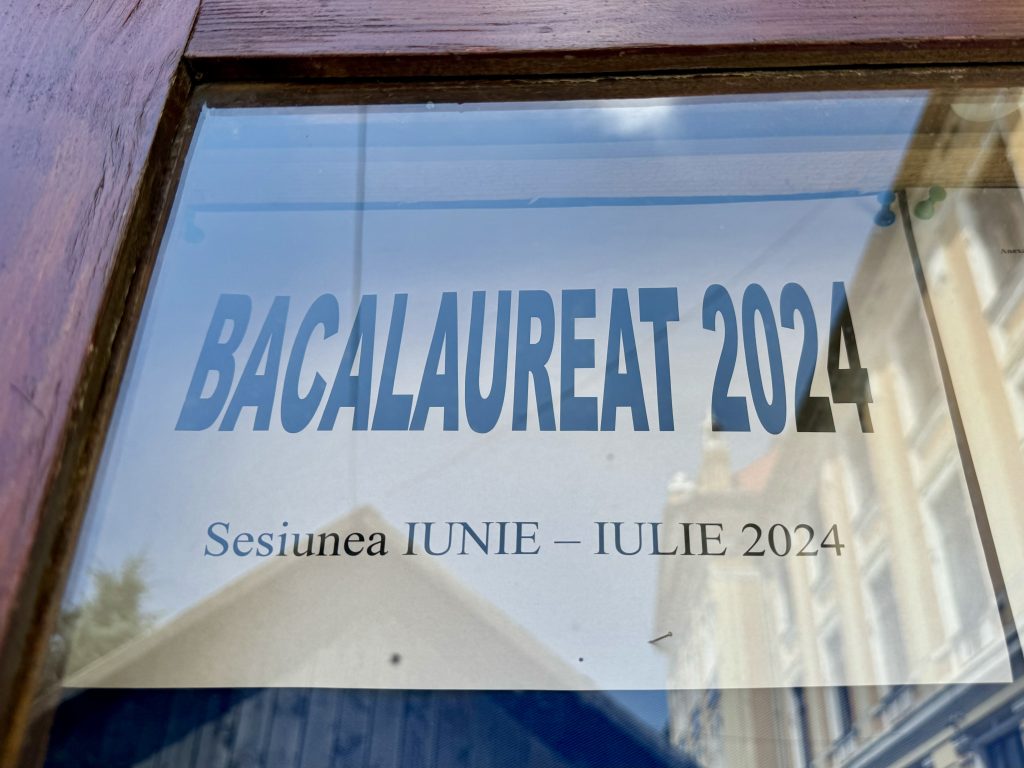 BACALAUREAT 2024
Sesiunea IUNIE – IULIE 2024